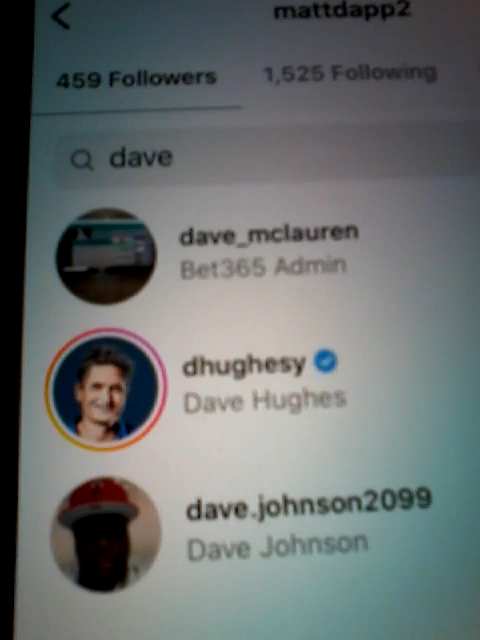 mattdapp2
459 Followers 1,525 Following
dave
dave_mclauren
Bet365 Admin
dhughesy
Dave Hughes
dave.johnson2099
Dave Johnson